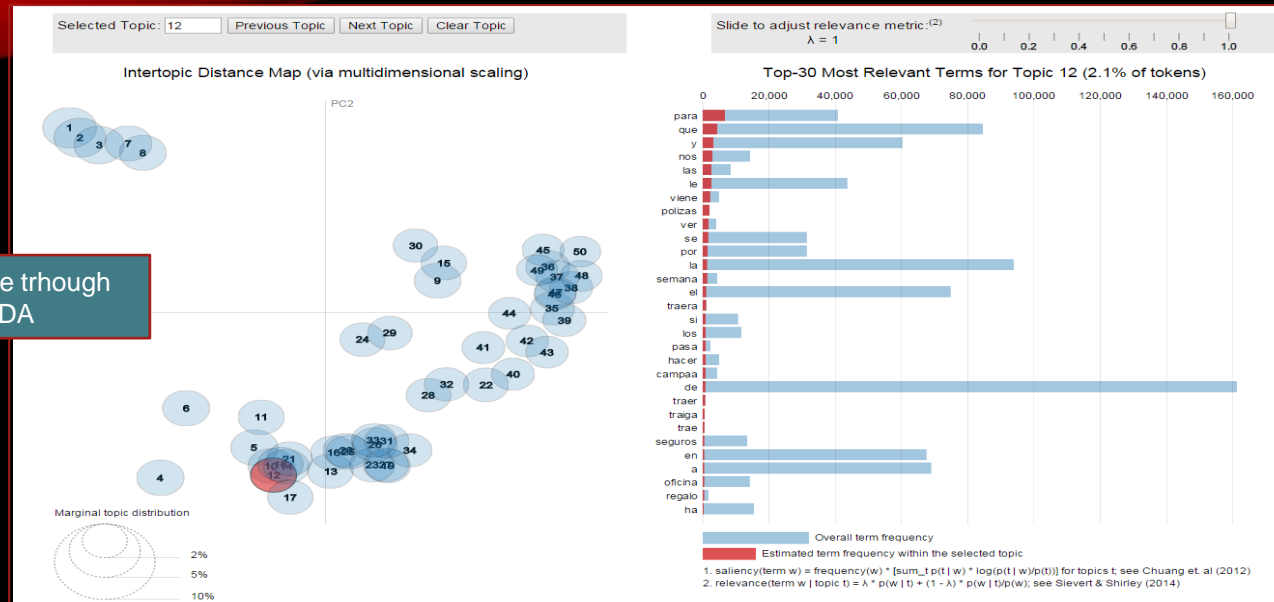 Selected Topic: 12 Previous Topic Next Topic Clear Topic
Slide to adjust relevance metric:(2)
λ = 1
0.0 0.2 0.4 0.6 0.8 1.0
Intertopic Distance Map (via multidimensional scaling)
PC2
1
2
3
7
8
30
15
9
45
50
49
36
37
48
38
47
35
39
44
24
29
41
42
43
40
22
32
28
6
11
5
4
21
10
14
12
17
13
34
31
e trhough
DA
Marginal topic distribution
2%
5%
10%
Top-30 Most Relevant Terms for Topic 12 (2.1% of tokens)
0 20,000 40,000 60,000 80,000 100,000 120,000 140,000 160,000
para
que
y
nos
las
le
viene
polizas
ver
se
por
la
semana
el
traera
si
los
pasa
hacer
campaa
de
traer
traiga
trae
seguros
en
a
oficina
regalo
ha
Overall term frequency
Estimated term frequency within the selected topic
1. saliency(term w) = frequency(w) * [sum_t p(t | w) * log(p(t | w)/p(t))] for topics t; see Chuang et. al (2012)
2. relevance(term w | topic t) = λ * p(w | t) + (1 - λ) * p(w | t)/p(w); see Sievert & Shirley (2014)